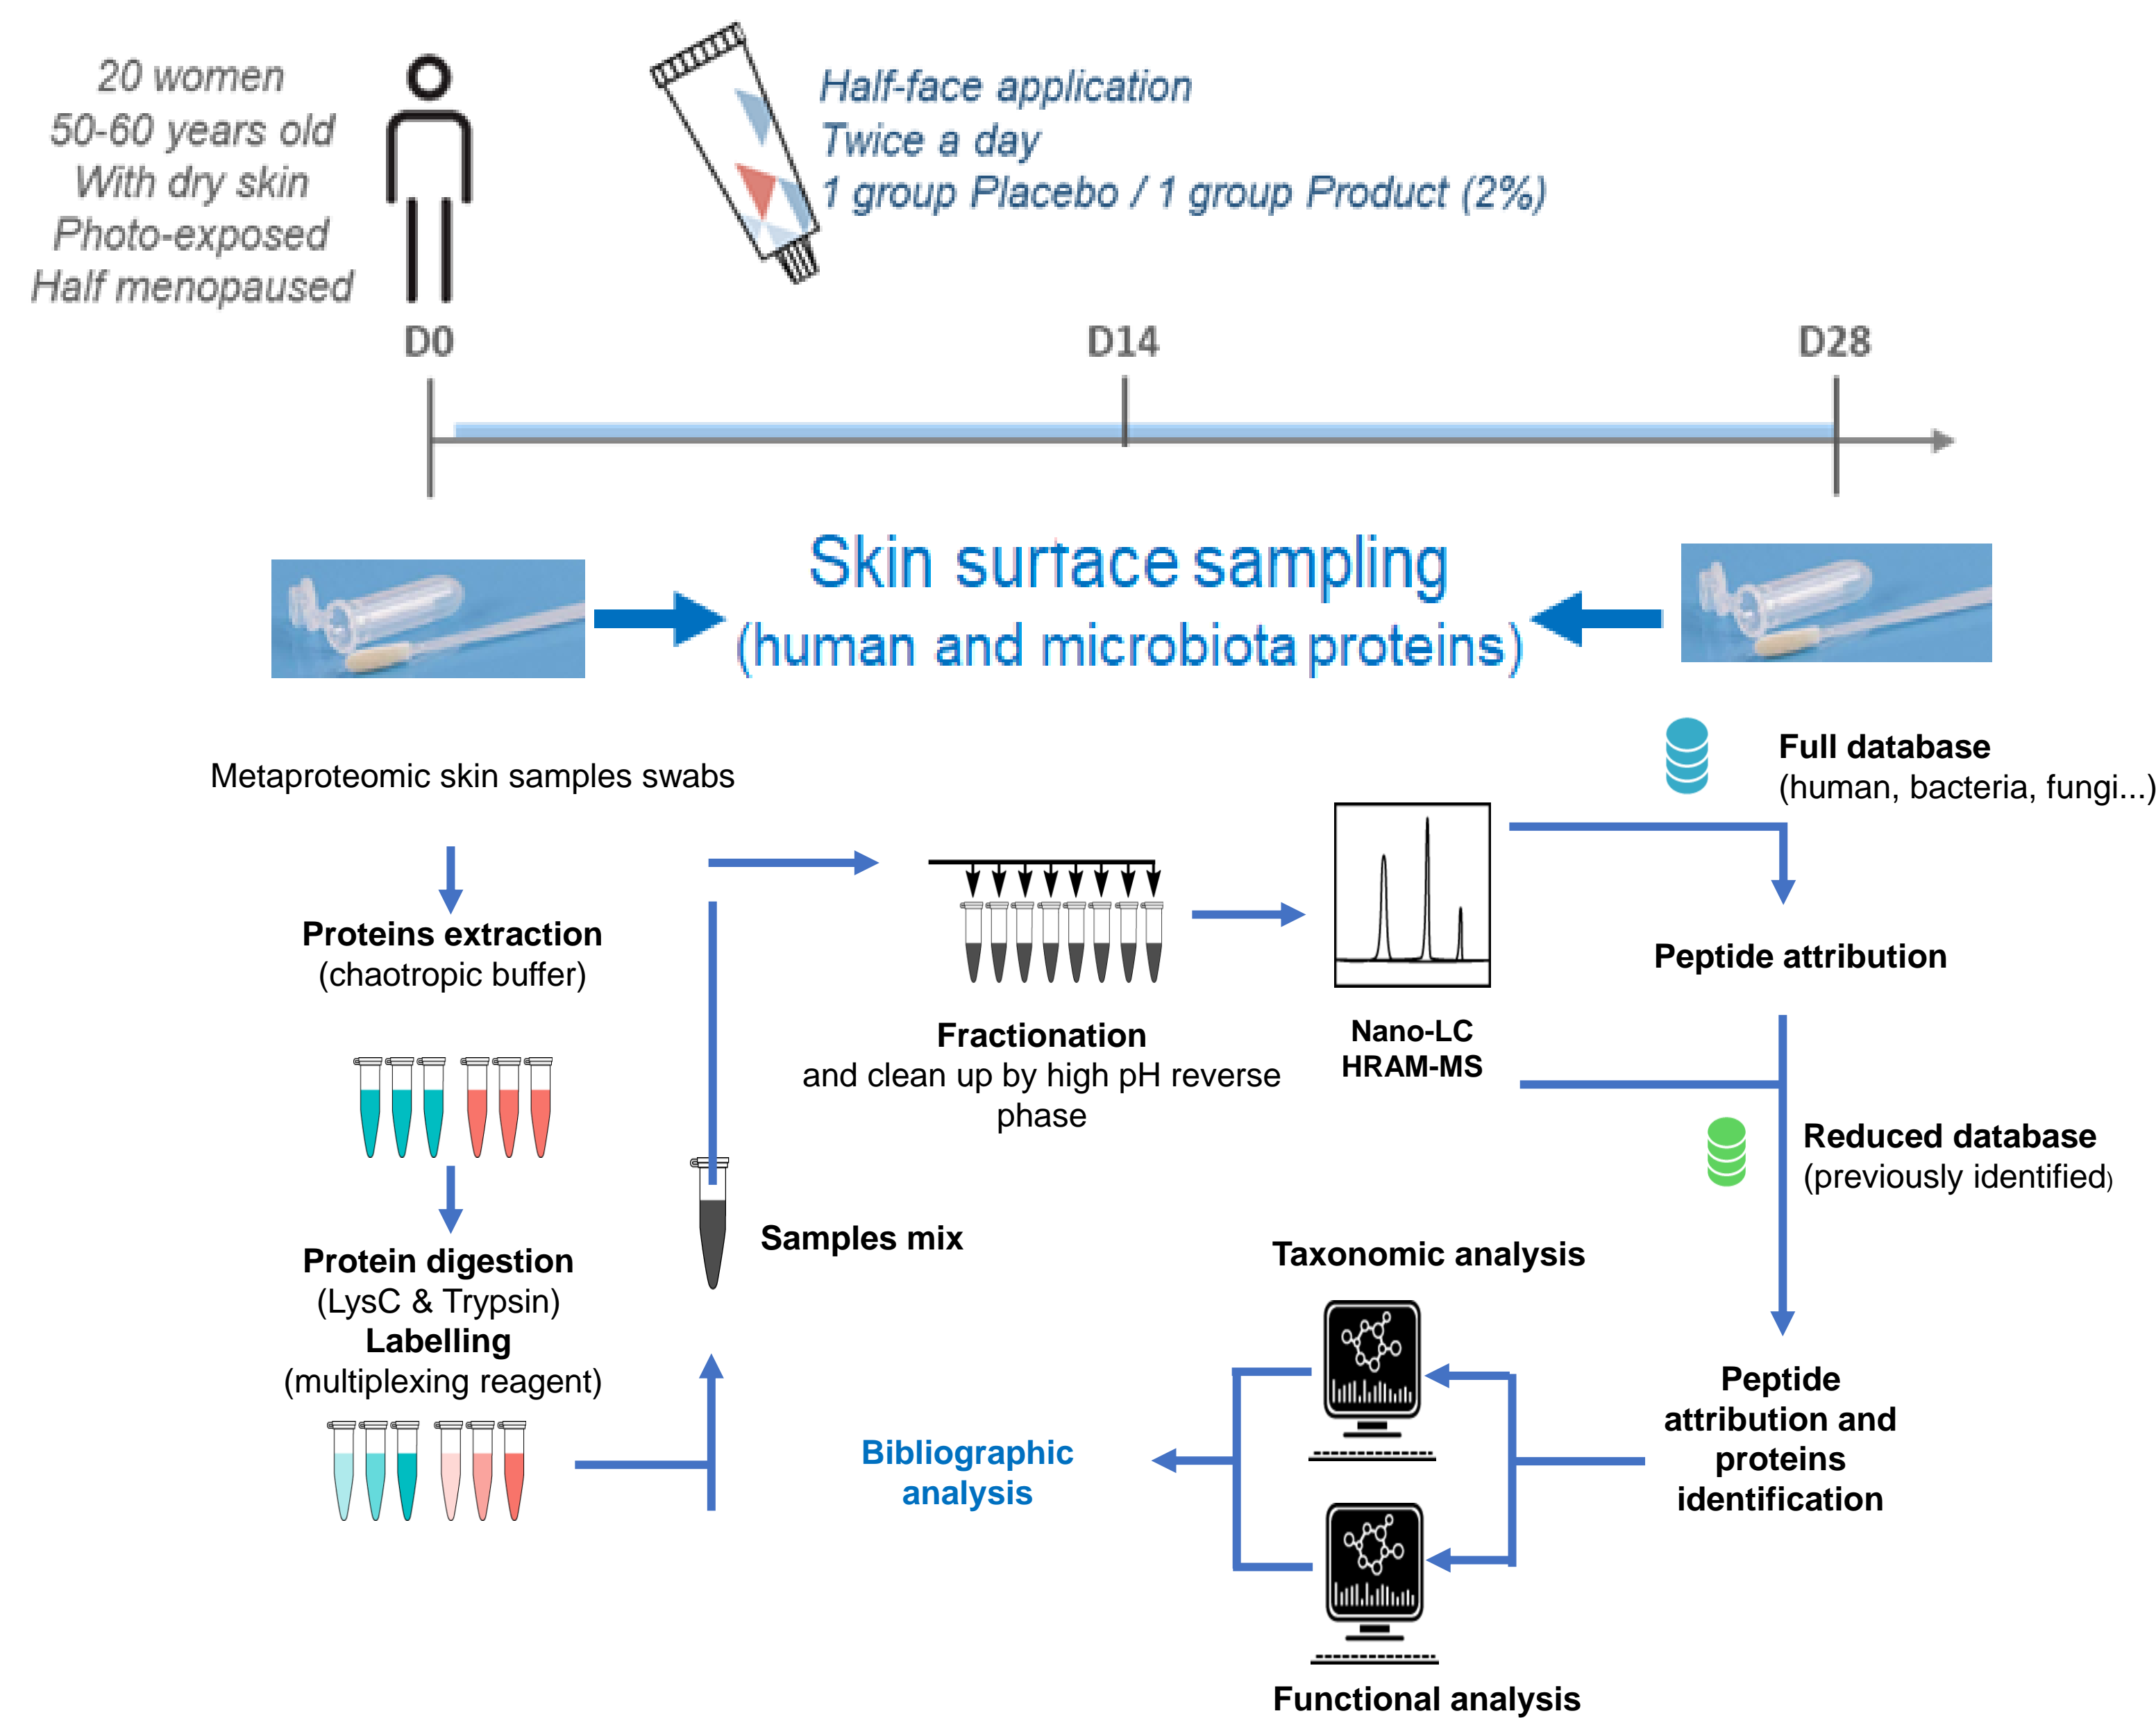 20 women
50-60 years old
With dry skin
Photo-exposed
Half menopaused
Half-face application
Twice a day
1 group Placebo / 1 group Product (2%)
D0
D14
D28
Skin surface sampling
(human and microbiota proteins)
Metaproteomic skin samples swabs
Proteins extraction
(chaotropic buffer)
Protein digestion
(LysC & Trypsin)
Labelling
(multiplexing reagent)
Samples mix
Fractionation
and clean up by high pH reverse
phase
Nano-LC
HRAM-MS
Full database
(human, bacteria, fungi...)
Peptide attribution
Reduced database
(previously identified)
Peptide
attribution and
proteins
identification
Taxonomic analysis
Functional analysis
Bibliographic
analysis